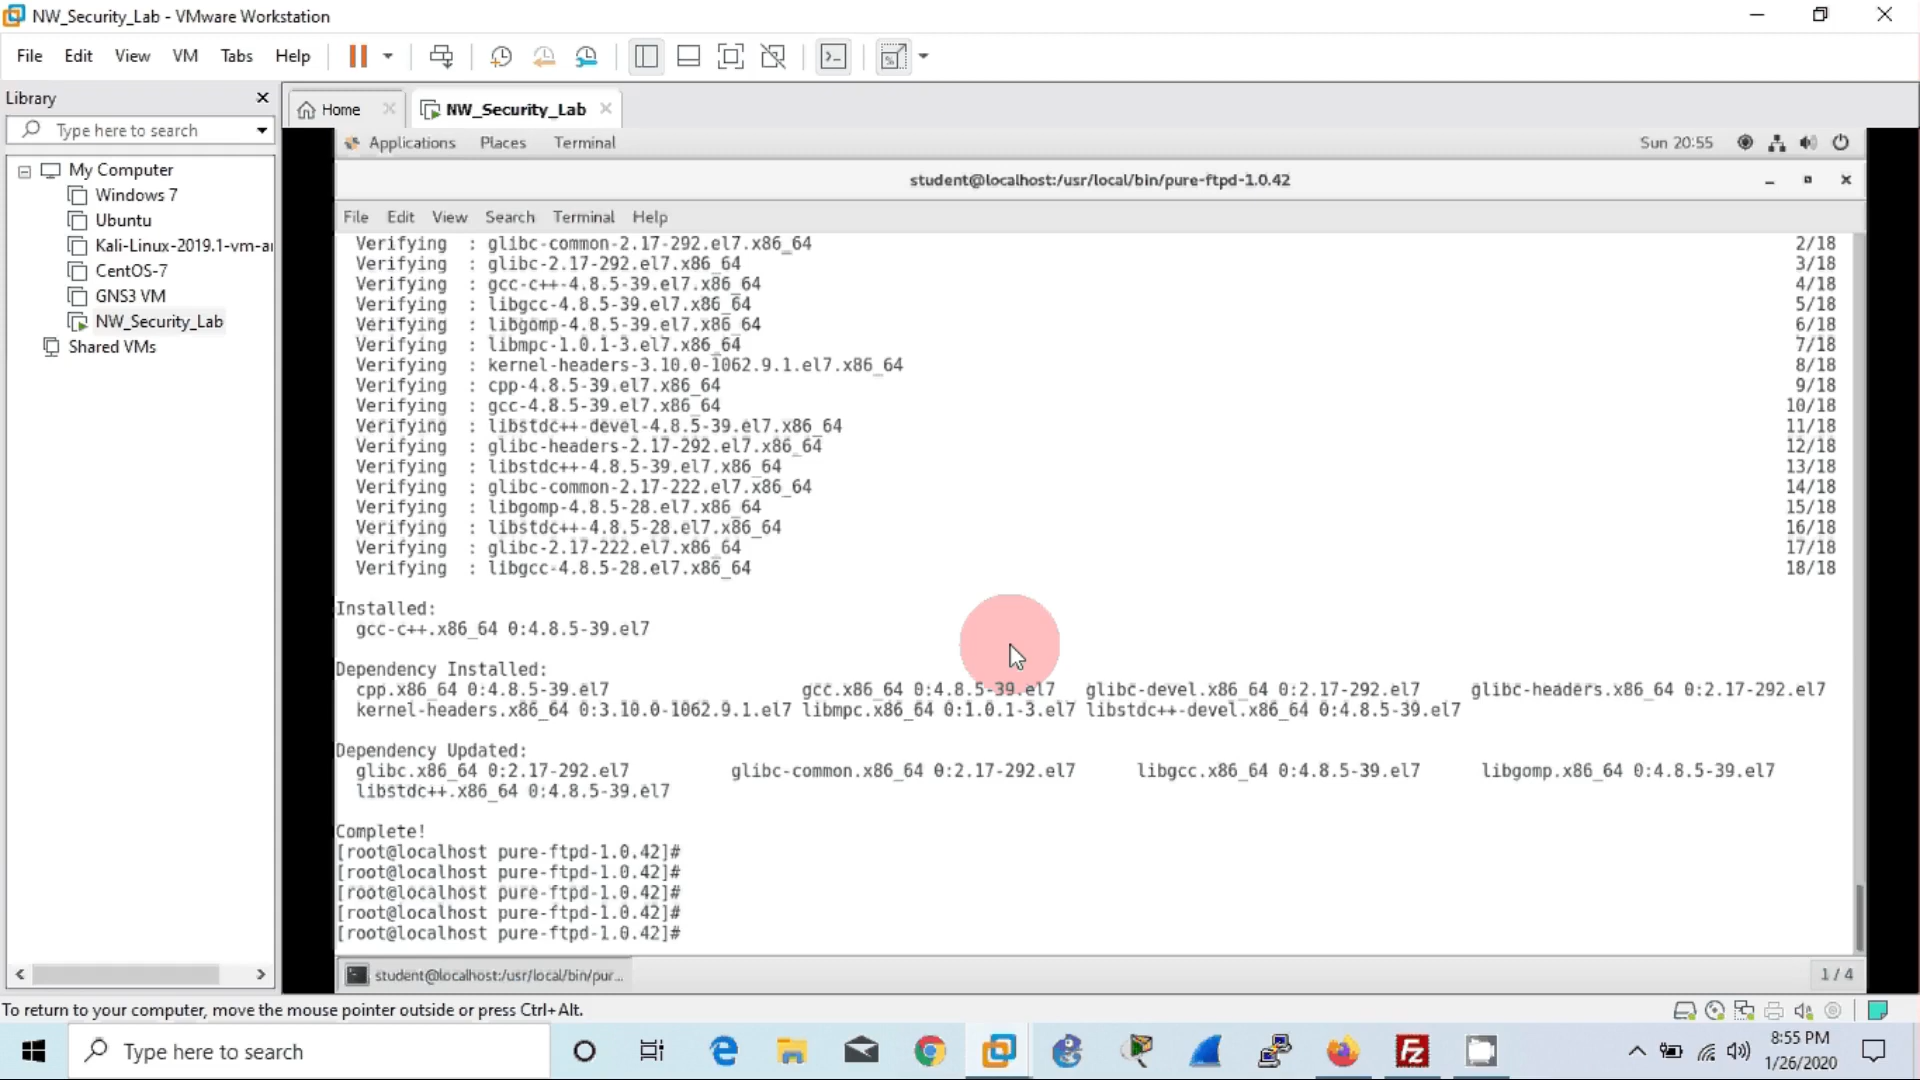 NW_Security_Lab - VMware Workstation
File Edit View VM Tabs Help
Library
Type here to search
My Computer
Windows 7
Ubuntu
Kali-Linux-2019.1-vm-ar
CentOS-7
GNS3 VM
NW_Security_Lab
Shared VMs
Home
NW_Security_Lab
Applications Places Terminal Sun 20:55
student@localhost:/usr/local/bin/pure-ftpd-1.0.42
File Edit View Search Terminal Help
Verifying : glibc-common-2.17-292.el7.x86_64 2/18
Verifying : glibc-2.17-292.el7.x86_64 3/18
Verifying : gcc-c++-4.8.5-39.el7.x86_64 4/18
Verifying : libgcc-4.8.5-39.el7.x86_64 5/18
Verifying : libgomp-4.8.5-39.el7.x86_64 6/18
Verifying : libmpc-1.0.1-3.el7.x86_64 7/18
Verifying : kernel-headers-3.10.0-1062.9.1.el7.x86_64 8/18
Verifying : cpp-4.8.5-39.el7.x86_64 9/18
Verifying : gcc-4.8.5-39.el7.x86_64 10/18
Verifying : libstdc++-devel-4.8.5-39.el7.x86_64 11/18
Verifying : glibc-headers-2.17-292.el7.x86_64 12/18
Verifying : libstdc++-4.8.5-39.el7.x86_64 13/18
Verifying : glibc-common-2.17-222.el7.x86_64 14/18
Verifying : libgomp-4.8.5-28.el7.x86_64 15/18
Verifying : libstdc++-4.8.5-28.el7.x86_64 16/18
Verifying : glibc-2.17-222.el7.x86_64 17/18
Verifying : libgcc-4.8.5-28.el7.x86_64 18/18
Installed:
gcc-c++.x86_64 0:4.8.5-39.el7
Dependency Installed:
cpp.x86_64 0:4.8.5-39.el7 gcc.x86_64 0:4.8.5-39.el7 glibc-devel.x86_64 0:2.17-292.el7 glibc-headers.x86_64 0:2.17-292.el7
kernel-headers.x86_64 0:3.10.0-1062.9.1.el7 libmpc.x86_64 0:1.0.1-3.el7 libstdc++-devel.x86_64 0:4.8.5-39.el7
Dependency Updated:
glibc.x86_64 0:2.17-292.el7 glibc-common.x86_64 0:2.17-292.el7 libgcc.x86_64 0:4.8.5-39.el7 libgomp.x86_64 0:4.8.5-39.el7
libstdc++.x86_64 0:4.8.5-39.el7
Complete!
[root@localhost pure-ftpd-1.0.42]#
[root@localhost pure-ftpd-1.0.42]#
[root@localhost pure-ftpd-1.0.42]#
[root@localhost pure-ftpd-1.0.42]#
[root@localhost pure-ftpd-1.0.42]#
student@localhost:/usr/local/bin/pur... 1 / 4
To return to your computer, move the mouse pointer outside or press Ctrl+Alt.
Type here to search
8:55 PM
1/26/2020